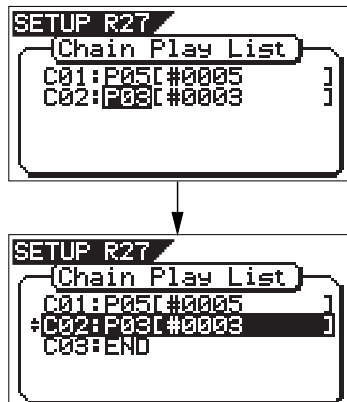 SETUP R27
Chain Play List
C01:P05[#0005 ]
C02:P03[#0003 ]
SETUP R27
Chain Play List
C01:P05[#0005 ]
C02:P03[#0003 ]
C03:END